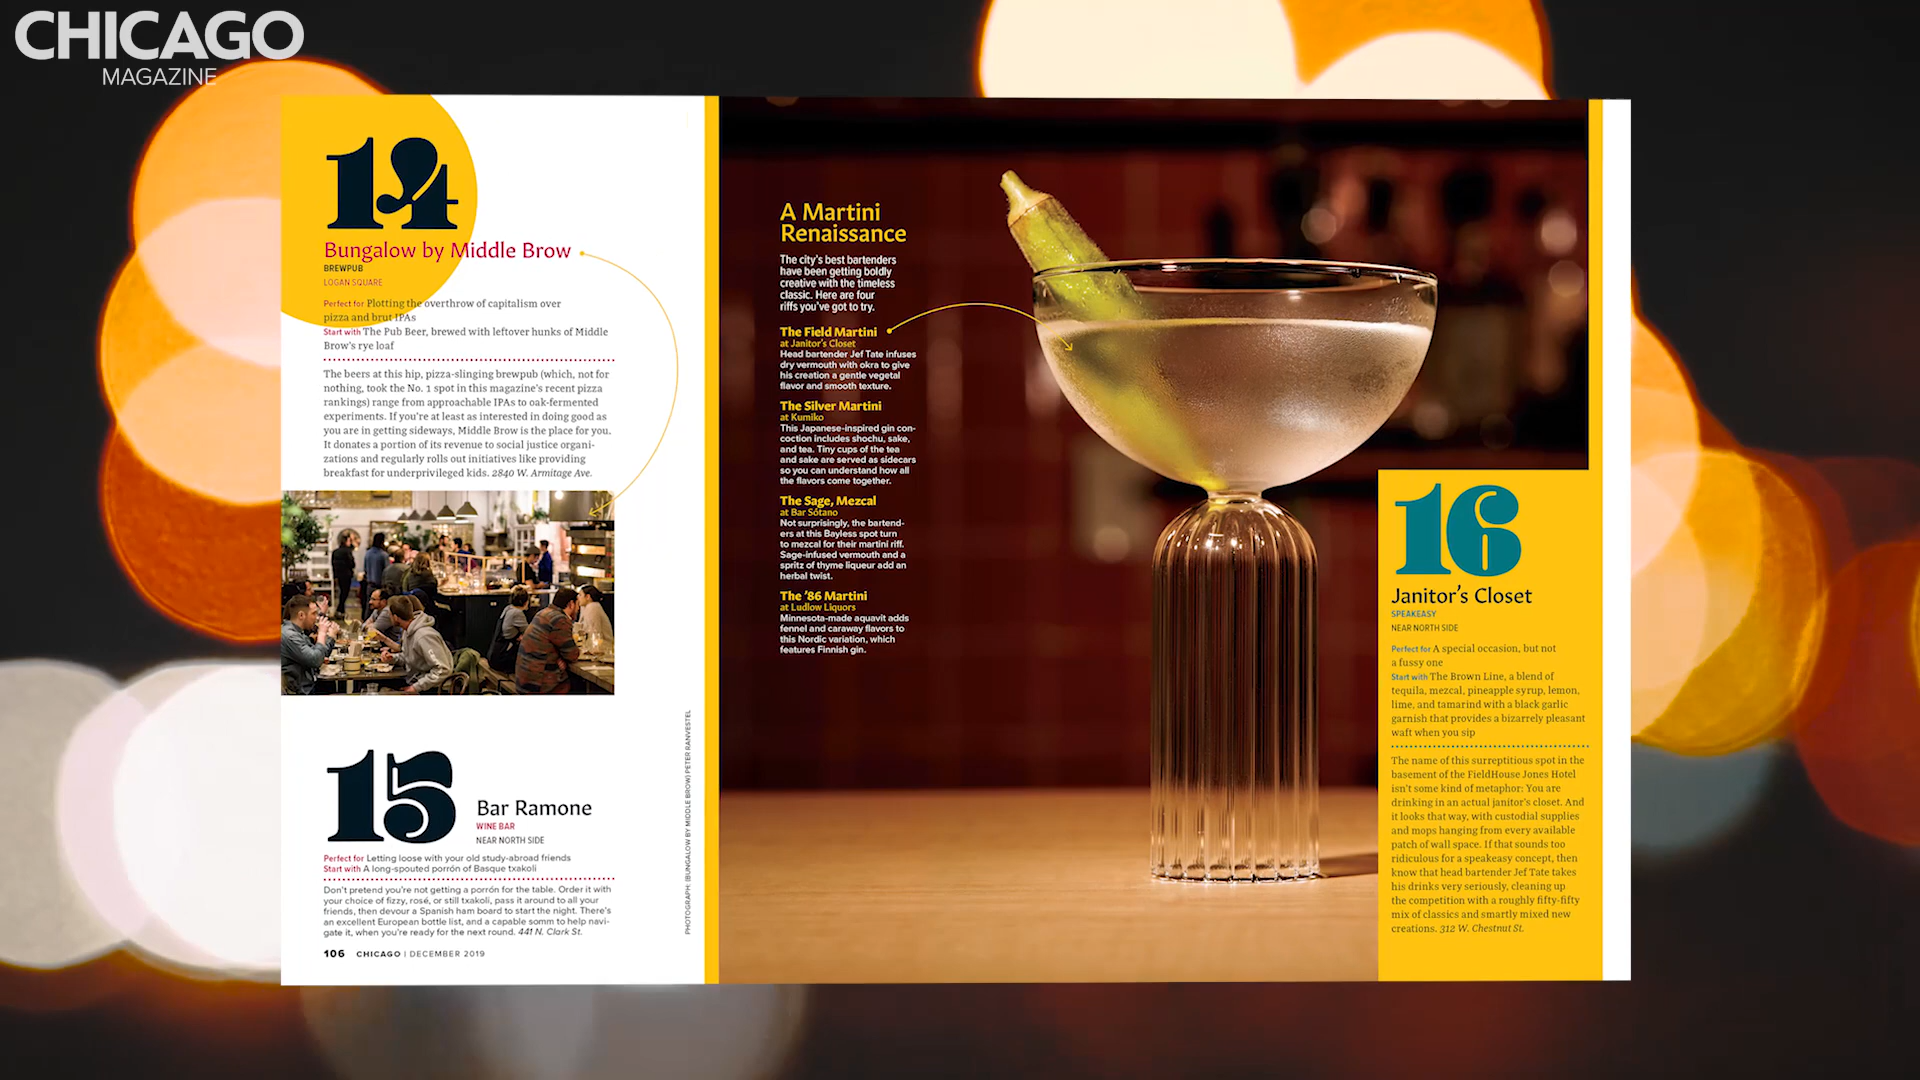 CHICAGO
MAGAZINE
14
Bungalow by Middle Brow
BREWPUB
LOGAN SQUARE
Perfect for Plotting the overthrow of capitalism over
pizza and brut IPAs
Start with The Pub Beer, brewed with leftover hunks of Middle
Brow's rye loaf
The beers at this hip, pizza-slinging brewpub (which, not for
nothing, took the No. 1 spot in this magazine's recent pizza
rankings) range from approachable IPAs to oak-fermented
experiments. If you're at least as interested in doing good as
you are in getting sideways, Middle Brow is the place for you.
It donates a portion of its revenue to social justice organi-
zations and regularly rolls out initiatives like providing
breakfast for underprivileged kids. 2840 W. Armitage Ave.
15
Bar Ramone
WINE BAR
NEAR NORTH SIDE
Perfect for Letting loose with your old study-abroad friends
Start with A long-spouted porrón of Basque txakoli
Don't pretend you're not getting a porrón for the table. Order it with
your choice of fizzy, rosé, or still txakoli, pass it around to all your
friends, then devour a Spanish ham board to start the night. There's
an excellent European bottle list, and a capable somm to help navi-
gate it, when you're ready for the next round. 441 N. Clark St.
106 CHICAGO | DECEMBER 2019
PHOTOGRAPH: (BUNGALOW BY MIDDLE BROW) PETER RANVESTEL
A Martini
Renaissance
The city's best bartenders
have been getting boldly
creative with the timeless
classic. Here are four
riffs you've got to try.
The Field Martini
at Janitor's Closet
Head bartender Jef Tate infuses
dry vermouth with okra to give
his creation a gentle vegetal
flavor and smooth texture.
The Silver Martini
at Kumiko
This Japanese-inspired gin con-
coction includes shochu, sake,
and tea. Tiny cups of the tea
and sake are served as sidecars
so you can understand how all
the flavors come together.
The Sage, Mezcal
at Bar Sótano
Not surprisingly, the bartend-
ers at this Bayless spot turn
to mezcal for their martini riff.
Sage-infused vermouth and a
spritz of thyme liqueur add an
herbal twist.
The '86 Martini
at Ludlow Liquors
Minnesota-made aquavit adds
fennel and caraway flavors to
this Nordic variation, which
features Finnish gin.
16
Janitor's Closet
SPEAKEASY
NEAR NORTH SIDE
Perfect for A special occasion, but not
a fussy one
Start with The Brown Line, a blend of
tequila, mezcal, pineapple syrup, lemon,
lime, and tamarind with a black garlic
garnish that provides a bizarrely pleasant
waft when you sip
The name of this surreptitious spot in the
basement of the FieldHouse Jones Hotel
isn't some kind of metaphor: You are
drinking in an actual janitor's closet. And
it looks that way, with custodial supplies
and mops hanging from every available
patch of wall space. If that sounds too
ridiculous for a speakeasy concept, then
know that head bartender Jef Tate takes
his drinks very seriously, cleaning up
the competition with a roughly fifty-fifty
mix of classics and smartly mixed new
creations. 312 W. Chestnut St.